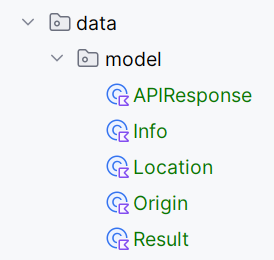 data
model
APIResponse
Info
Location
Origin
Result